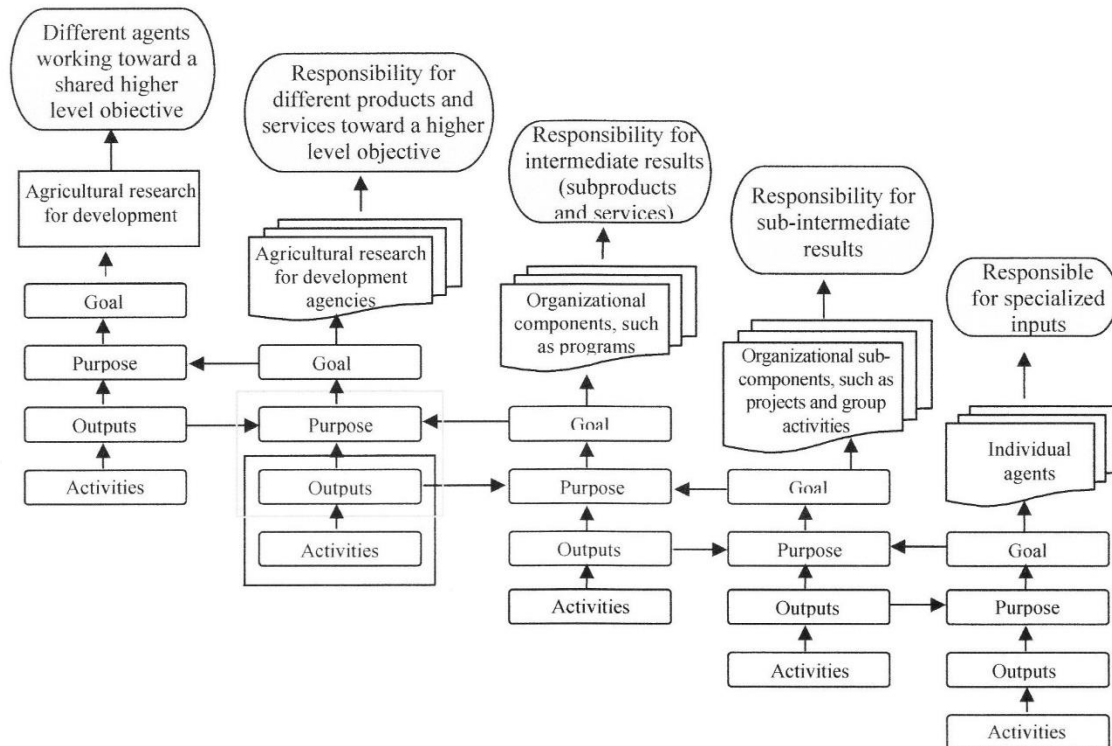 Different agents
working toward a
shared higher
level objective
Agricultural research
for development
Goal
Purpose
Outputs
Activities
Responsibility for
different products and
services toward a higher
level objective
Agricultural research
for development
agencies
Goal
Purpose
Outputs
Activities
Responsibility for
intermediate results
(subproducts
and services)
Organizational
components, such
as programs
Goal
Purpose
Outputs
Activities
Responsibility for
sub-intermediate
results
Organizational sub-
components, such as
projects and group
activities
Goal
Purpose
Outputs
Activities
Responsible
for specialized
inputs
Individual
agents
Goal
Purpose
Outputs
Activities